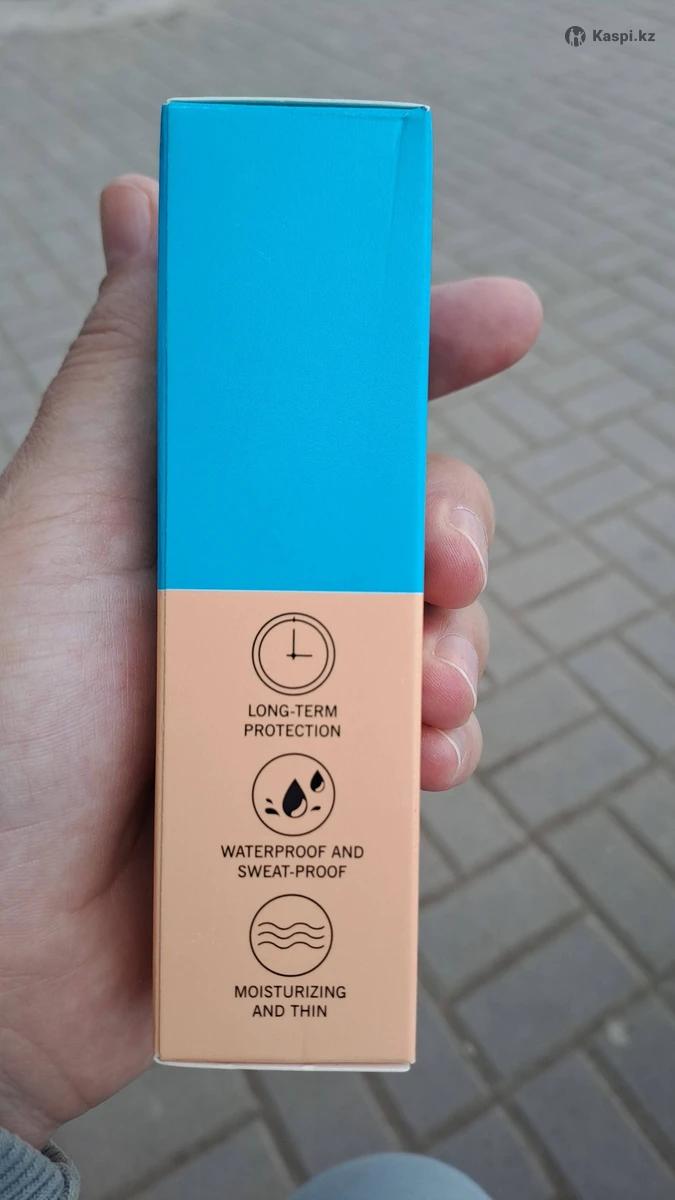 Kaspi.kz
LONG-TERM
PROTECTION
WATERPROOF AND
SWEAT-PROOF
MOISTURIZING
AND THIN